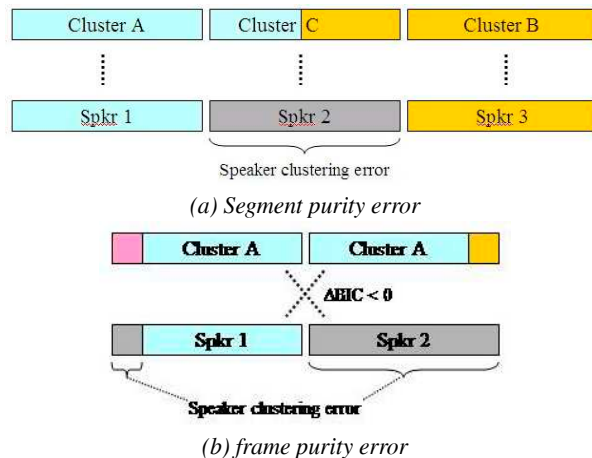 Cluster A Cluster C Cluster B
Spkr 1 Spkr 2 Spkr 3
Speaker clustering error
(a) Segment purity error
Cluster A Cluster A
ΔBIC < 0
Spkr 1 Spkr 2
Speaker clustering error
(b) frame purity error